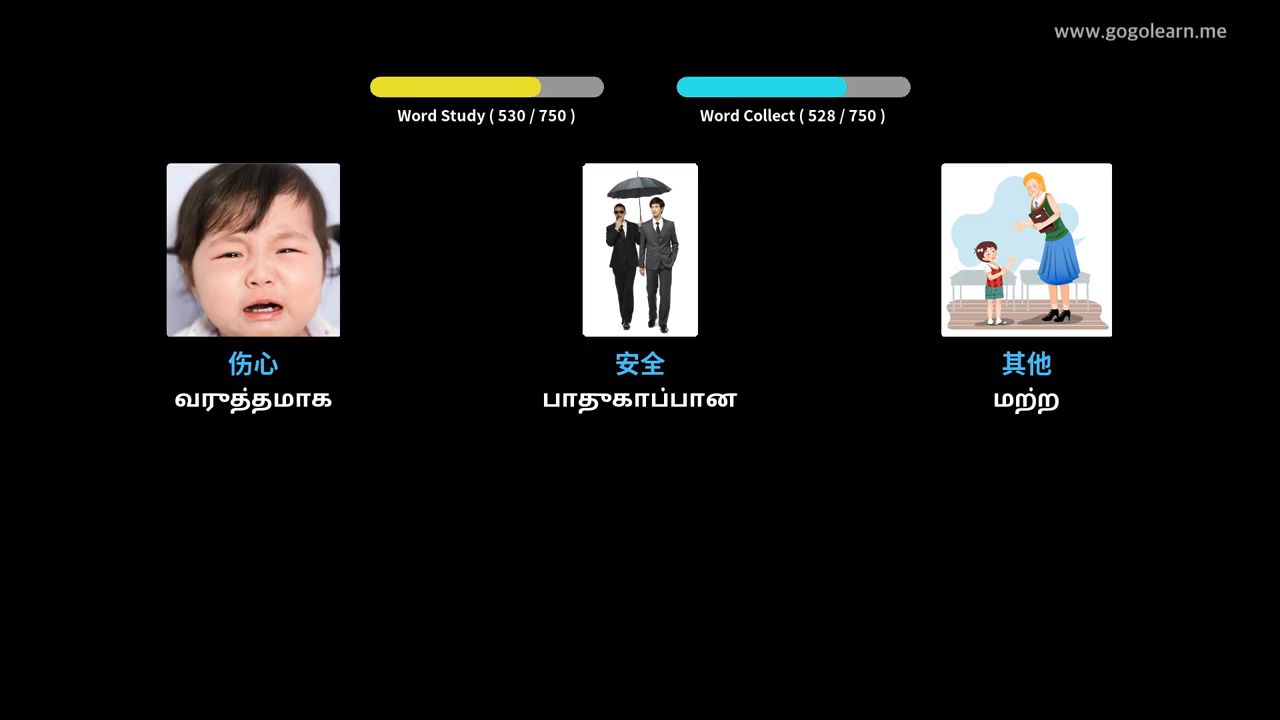 www.gogolearn.me
Word Study ( 530 / 750 )
Word Collect ( 528 / 750 )
伤心
வருத்தமாக
安全
பாதுகாப்பான
其他
மற்ற